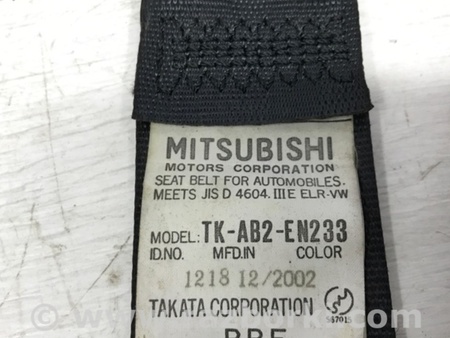 MITSUBISHI
MOTORS CORPORATION
SEAT BELT FOR AUTOMOBILES.
MEETS JIS D 4604. III E ELR-VW
MODEL: TK-AB2-EN233
ID.NO. MFD.IN COLOR
1218 12/2002
TAKATA CORPORATION